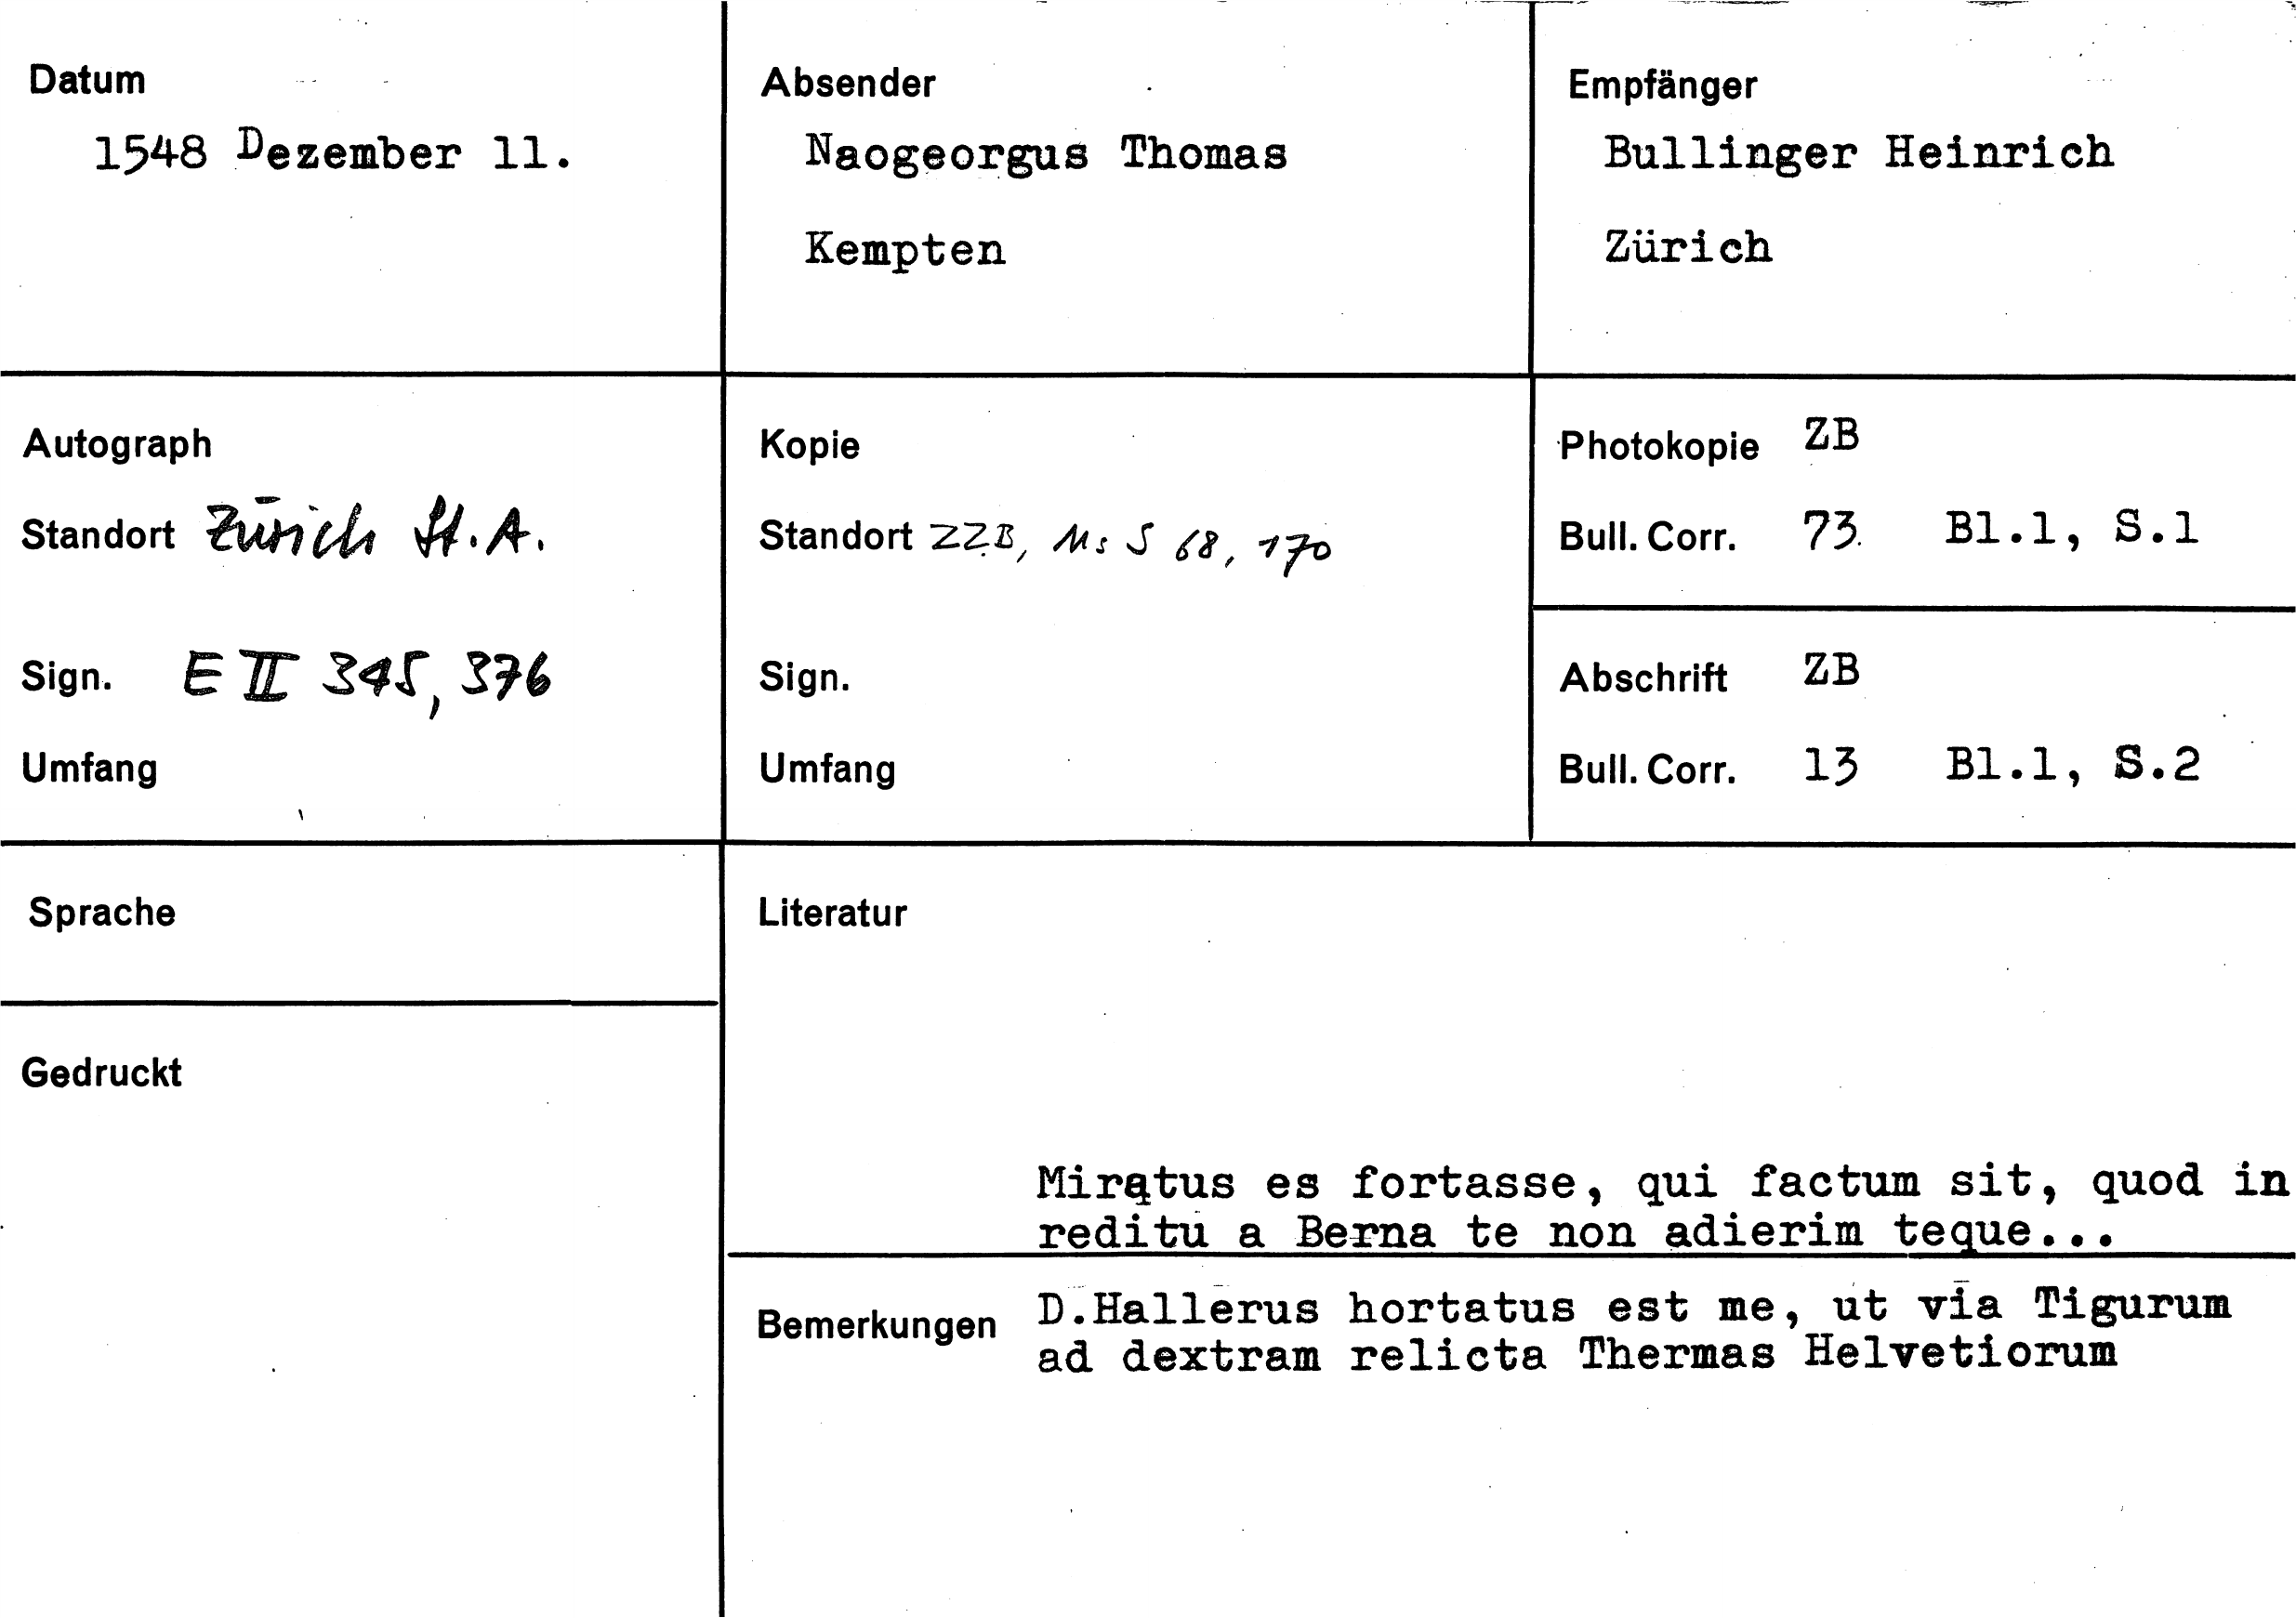 Datum
1548 Dezember 11.
Absender
Naogeorgus Thomas
Kempten
Empfänger
Bullinger Heinrich
Zürich
Autograph
Standort Zürich St.A.
Sign. E II 345, 376
Umfang
Kopie
Standort ZZB, Ms S 68, 170
Sign.
Umfang
Photokopie ZB
Bull. Corr. 73 Bl.1, S.1
Abschrift ZB
Bull. Corr. 13 Bl.1, S.2
Sprache
Gedruckt
Literatur
Miratus es fortasse, qui factum sit, quod in
reditu a Berna te non adierim teque...
Bemerkungen D.Hallerus hortatus est me, ut via Tigurum
ad dextram relicta Thermas Helvetiorum